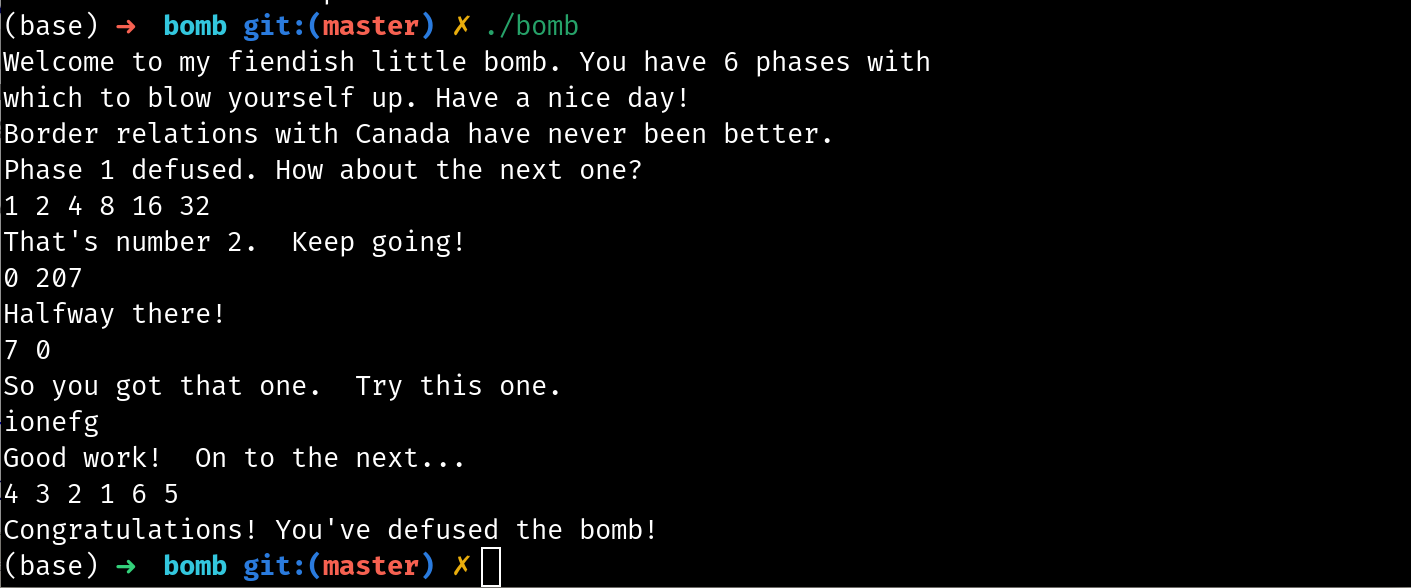 (base) ➜  bomb git:(master) ✗ ./bomb
Welcome to my fiendish little bomb. You have 6 phases with
which to blow yourself up. Have a nice day!
Border relations with Canada have never been better.
Phase 1 defused. How about the next one?
1 2 4 8 16 32
That's number 2.  Keep going!
0 207
Halfway there!
7 0
So you got that one.  Try this one.
ionefg
Good work!  On to the next...
4 3 2 1 6 5
Congratulations! You've defused the bomb!
(base) ➜  bomb git:(master) ✗